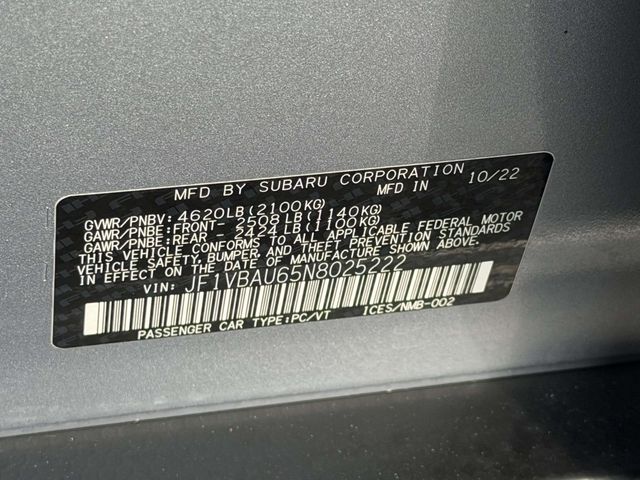 MFD BY SUBARU CORPORATION
MFD IN 10/22
GVWR/PNBV: 4620LB(2100KG)
GAWR/PNBE:FRONT- 2508LB(1140KG)
GAWR/PNBE:REAR - 2424LB(1100KG)
THIS VEHICLE CONFORMS TO ALL APPLICABLE FEDERAL MOTOR
VEHICLE SAFETY, BUMPER, AND THEFT PREVENTION STANDARDS
IN EFFECT ON THE DATE OF MANUFACTURE SHOWN ABOVE.
VIN: JF1VBAU65N8025222
PASSENGER CAR TYPE:PC/VT ICES/NMB-002